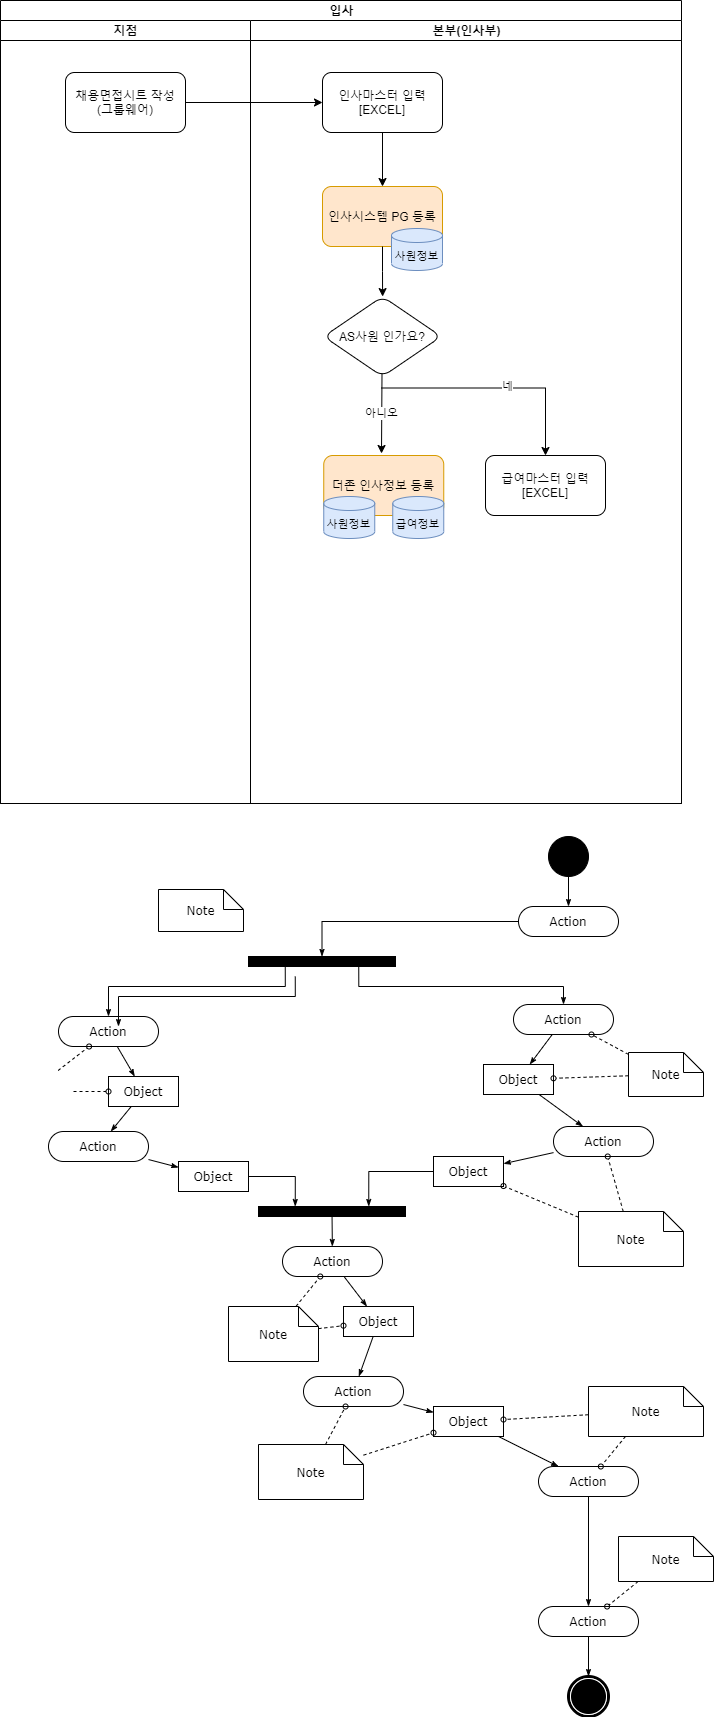 입사
지점
본부(인사부)
채용면접시트 작성
(그룹웨어)
인사마스터 입력
[EXCEL]
인사시스템 PG 등록
사원정보
AS사원 인가요?
네
아니오
더존 인사정보 등록
사원정보
급여정보
급여마스터 입력
[EXCEL]
Note
Action
Action
Action
Object
Object
Note
Action
Action
Object
Object
Note
Action
Object
Note
Action
Object
Note
Note
Action
Note
Action